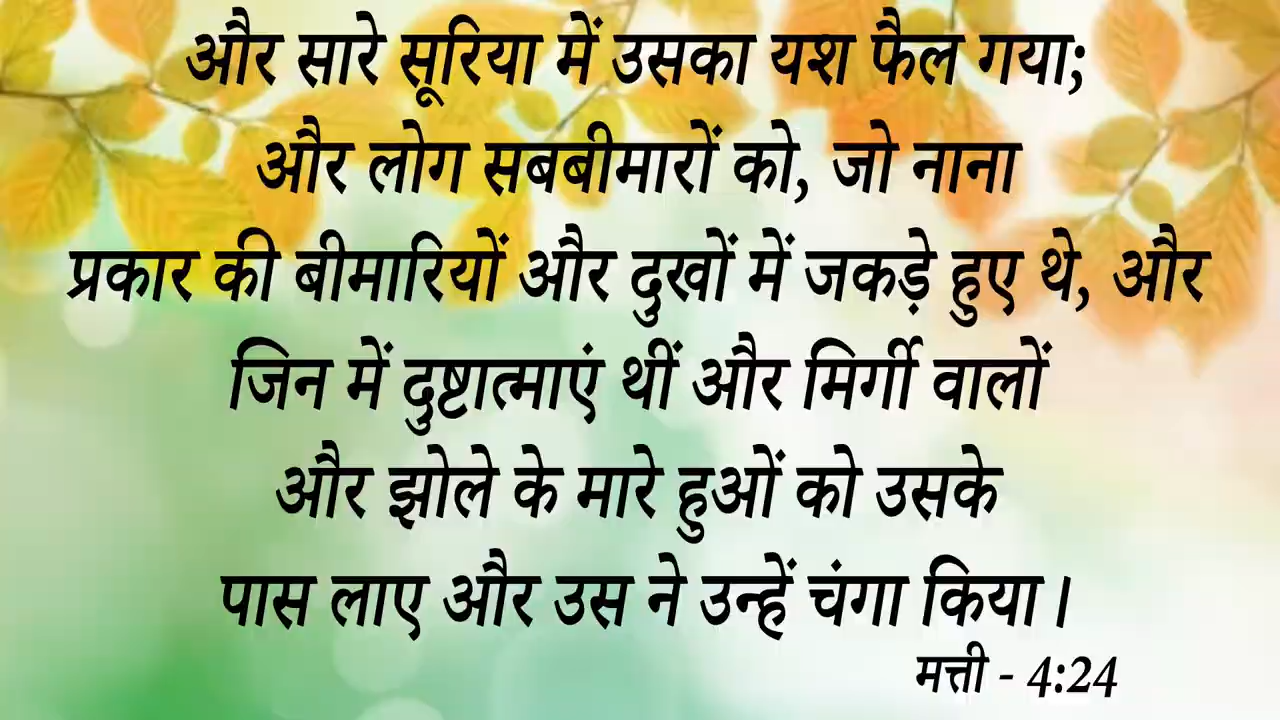 और सारे सूरिया में उसका यश फैल गया;
और लोग सबबीमारों को, जो नाना
प्रकार की बीमारियों और दुखों में जकड़े हुए थे, और
जिन में दुष्टात्माएं थीं और मिर्गी वालों
और झोले के मारे हुओं को उसके
पास लाए और उस ने उन्हें चंगा किया।
मत्ती - 4:24